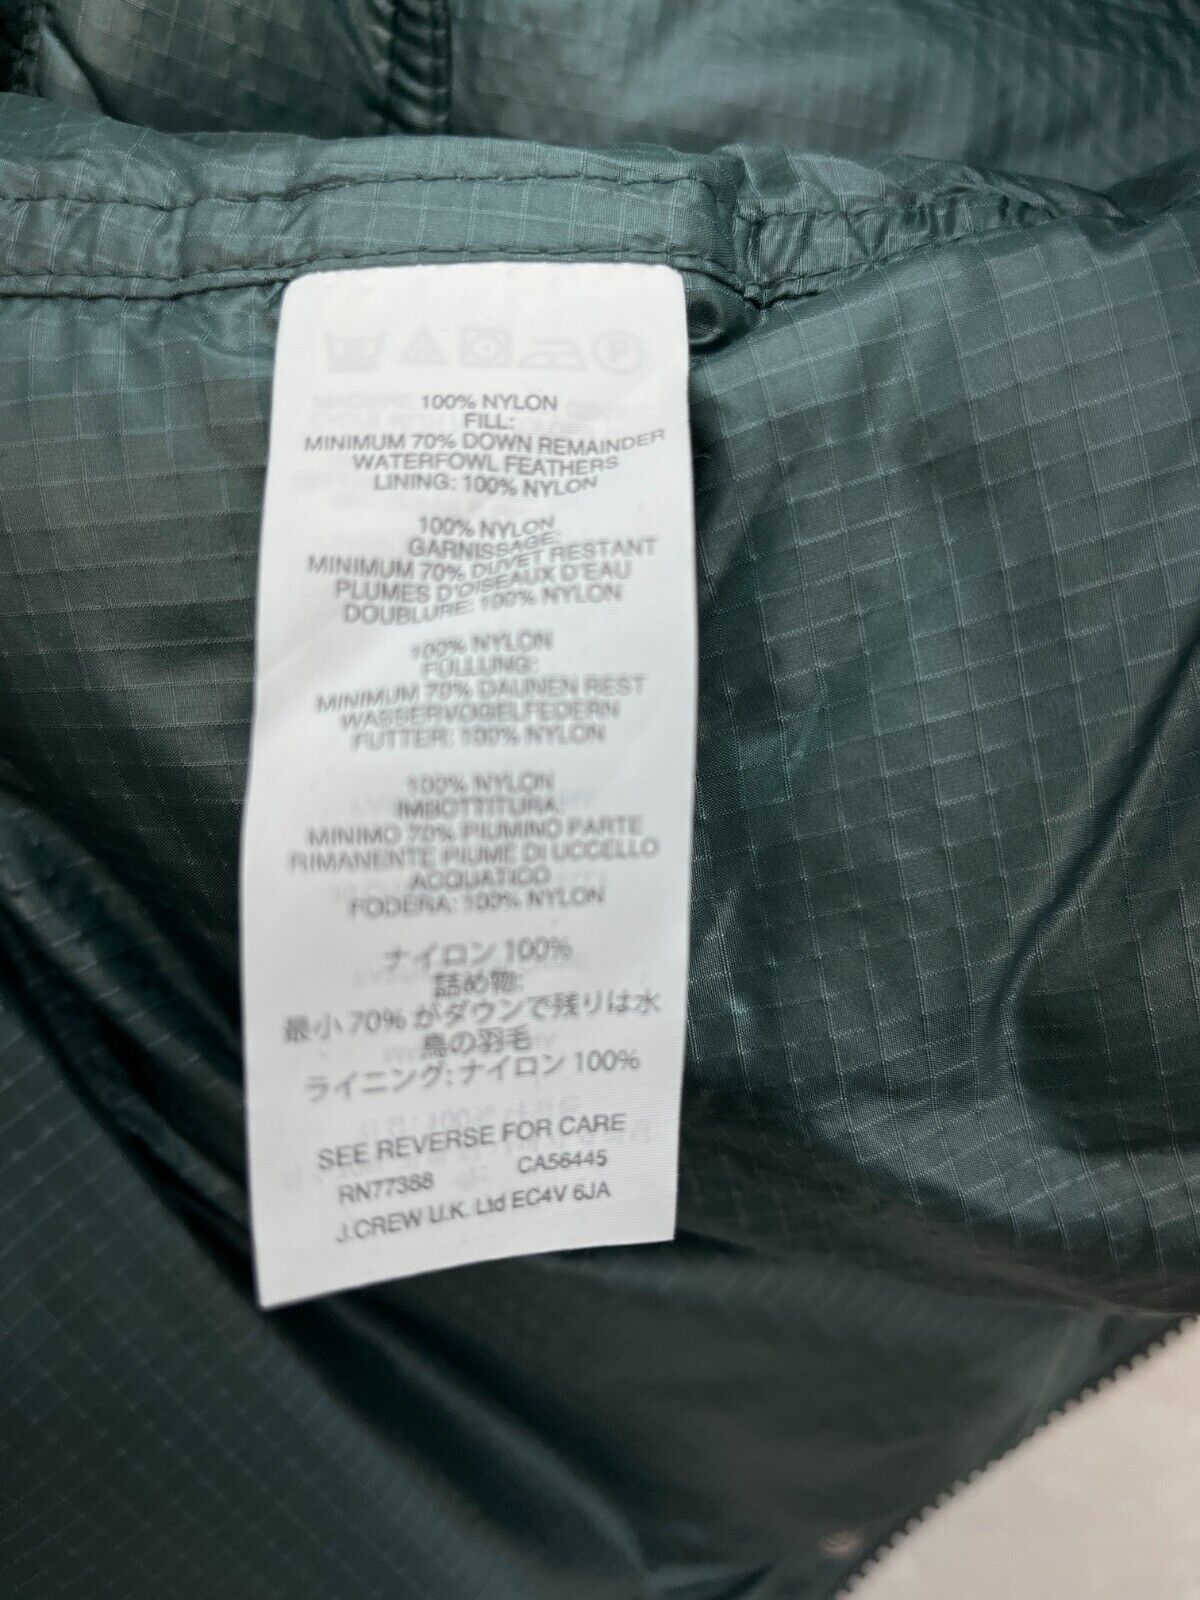 100% NYLON
FILL:
MINIMUM 70% DOWN REMAINDER
WATERFOWL FEATHERS
LINING: 100% NYLON
100% NYLON
GARNISSAGE:
MINIMUM 70% DUVET RESTANT
PLUMES D'OISEAUX D'EAU
DOUBLURE: 100% NYLON
100% NYLON
FÜLLUNG:
MINIMUM 70% DAUNEN REST
WASSERVOGELFEDERN
FUTTER: 100% NYLON
100% NYLON
IMBOTTITURA:
MINIMO 70% PIUMINO PARTE
RIMANENTE PIUME DI UCCELLO
ACQUATICO
FODERA: 100% NYLON
ナイロン 100%
詰め物:
最小 70% がダウンで残りは水
鳥の羽毛
ライニング: ナイロン 100%
SEE REVERSE FOR CARE
RN77388 CA56445
J.CREW U.K. Ltd EC4V 6JA